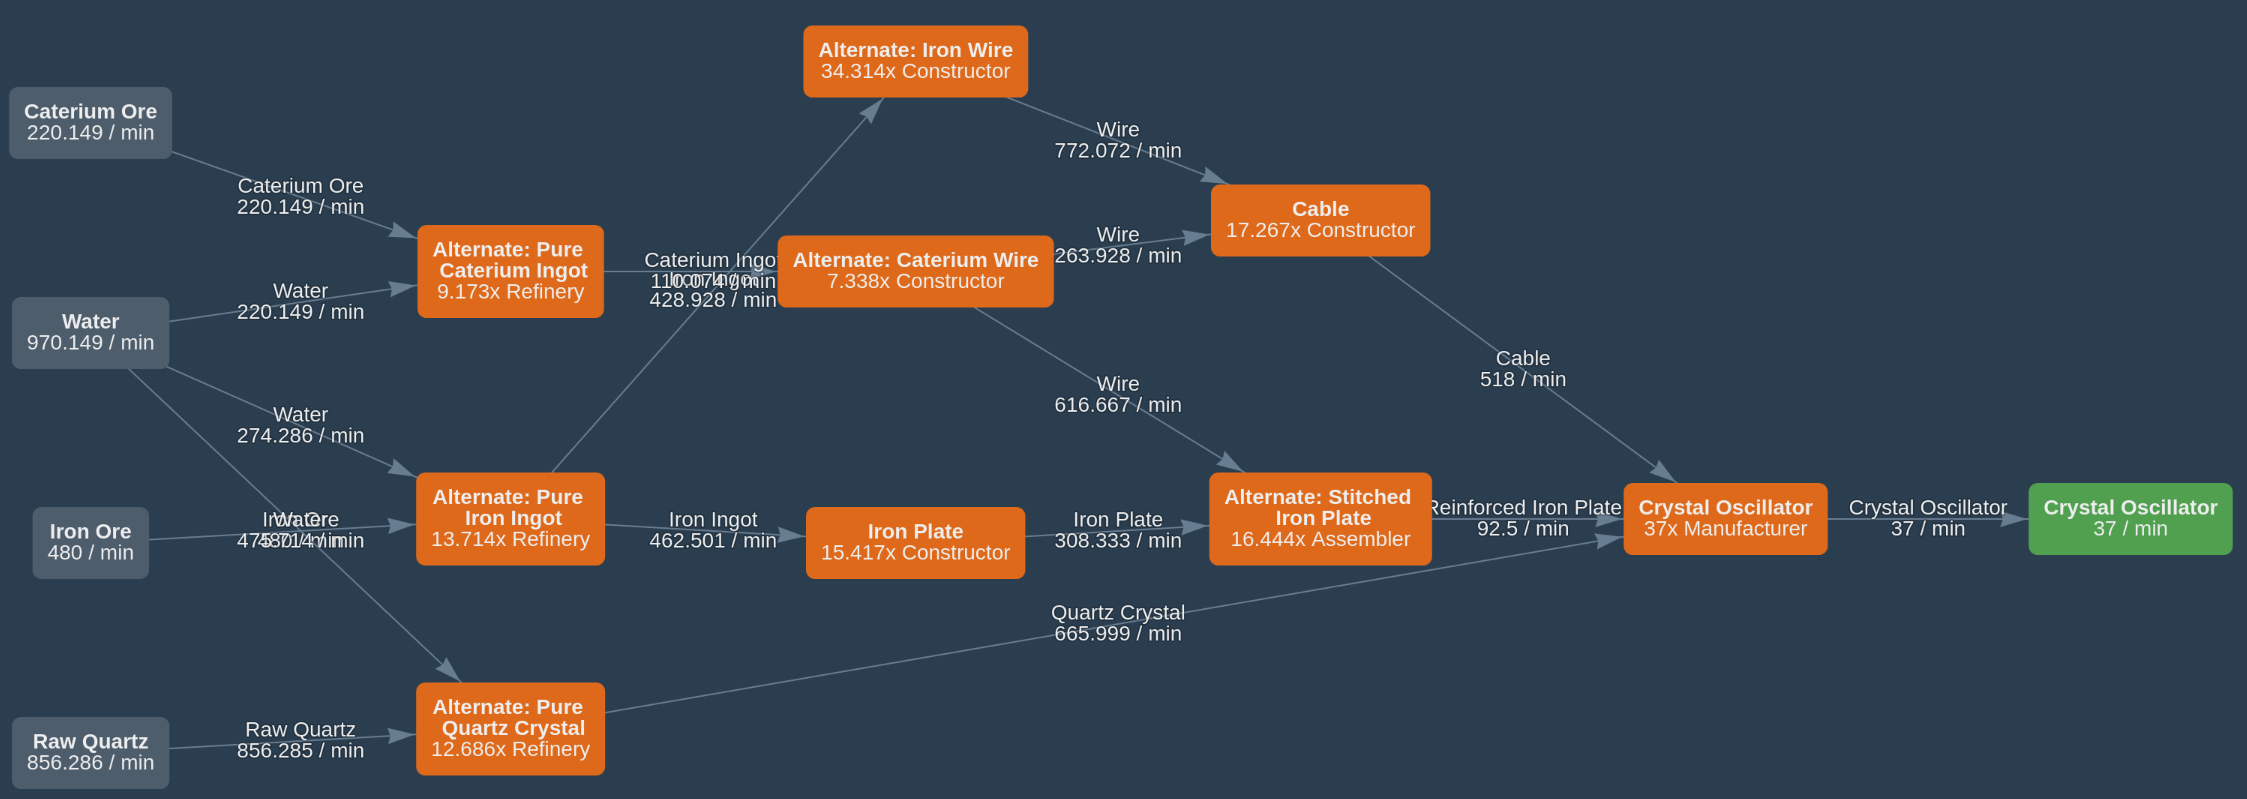 Alternate: Iron Wire
34.314x Constructor
Caterium Ore
220.149 / min
Wire
772.072 / min
Caterium Ore
220.149 / min
Cable
17.267x Constructor
Alternate: Pure
Caterium Ingot
9.173x Refinery
Caterium Ingot
110.074 / min
Iron Ingot
428.928 / min
Alternate: Caterium Wire
7.338x Constructor
Wire
263.928 / min
Water
220.149 / min
Water
970.149 / min
Cable
518 / min
Wire
616.667 / min
Water
274.286 / min
Alternate: Pure
Iron Ingot
13.714x Refinery
Alternate: Stitched
Iron Plate
16.444x Assembler
Reinforced Iron Plate
92.5 / min
Crystal Oscillator
37x Manufacturer
Crystal Oscillator
37 / min
Crystal Oscillator
37 / min
Iron Ore
480 / min
Iron Ore
480 / min
Water
475.714 / min
Iron Ingot
462.501 / min
Iron Plate
15.417x Constructor
Iron Plate
308.333 / min
Quartz Crystal
665.999 / min
Alternate: Pure
Quartz Crystal
12.686x Refinery
Raw Quartz
856.286 / min
Raw Quartz
856.285 / min